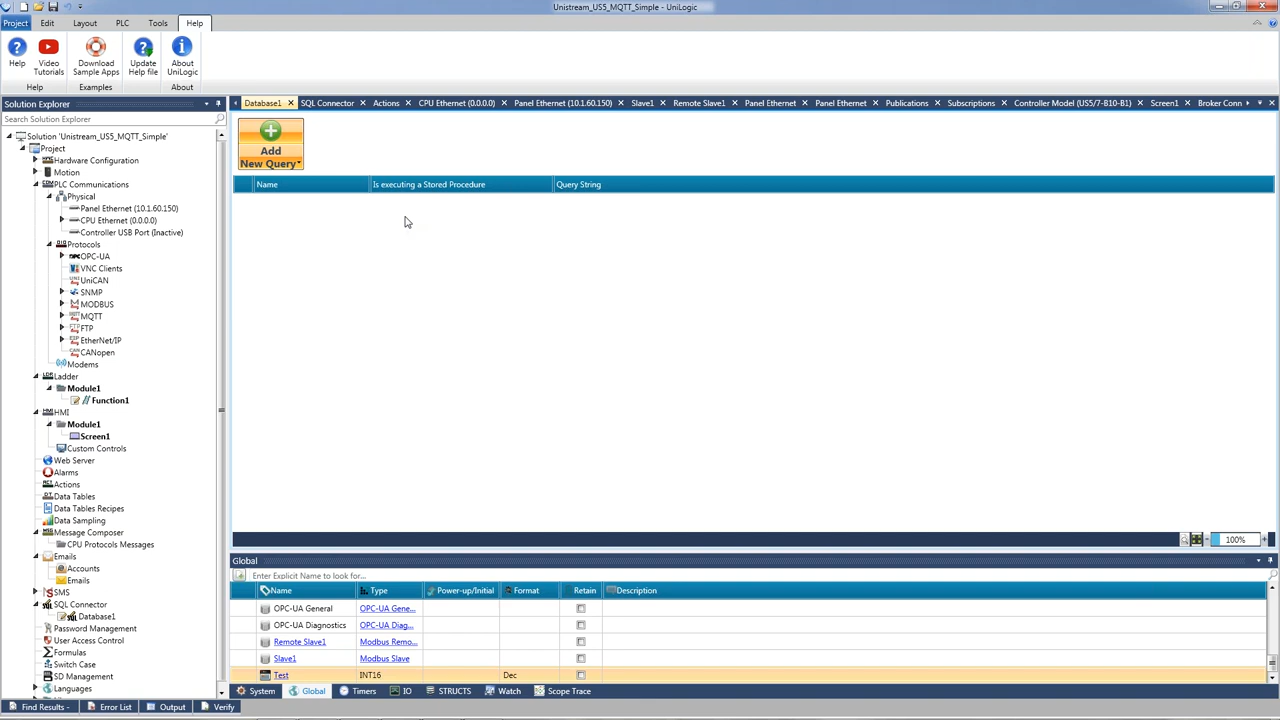 Unistream_US5_MQTT_Simple - UniLogic
Project Edit Layout PLC Tools Help
Help Video Tutorials Download Sample Apps Update Help file About UniLogic
Help Examples About
Solution Explorer
Search Solution Explorer
Solution 'Unistream_US5_MQTT_Simple'
Project
Hardware Configuration
Motion
PLC Communications
Physical
Panel Ethernet (10.1.60.150)
CPU Ethernet (0.0.0.0)
Controller USB Port (Inactive)
Protocols
OPC-UA
VNC Clients
UniCAN
SNMP
MODBUS
MQTT
FTP
EtherNet/IP
CANopen
Modems
Ladder
Module1
Function1
HMI
Module1
Screen1
Custom Controls
Web Server
Alarms
Actions
Data Tables
Data Tables Recipes
Data Sampling
Message Composer
CPU Protocols Messages
Emails
Accounts
Emails
SMS
SQL Connector
Database1
Password Management
User Access Control
Formulas
Switch Case
SD Management
Languages
Database1 SQL Connector Actions CPU Ethernet (0.0.0.0) Panel Ethernet (10.1.60.150) Slave1 Remote Slave1 Panel Ethernet Panel Ethernet Publications Subscriptions Controller Model (US5/7-B10-B1) Screen1 Broker Conn
Add
New Query
Name Is executing a Stored Procedure Query String
100%
Global
Enter Explicit Name to look for...
Name Type Power-up/Initial Format Retain Description
OPC-UA General OPC-UA Gene...
OPC-UA Diagnostics OPC-UA Diag...
Remote Slave1 Modbus Remo...
Slave1 Modbus Slave
Test INT16 Dec
System Global Timers IO STRUCTS Watch Scope Trace
Find Results - Error List Output Verify